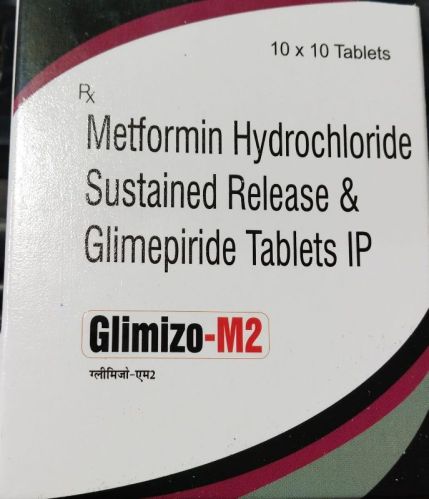 10 x 10 Tablets
Rx
Metformin Hydrochloride
Sustained Release &
Glimepiride Tablets IP
Glimizo-M2
ग्लीमिजो-एम2